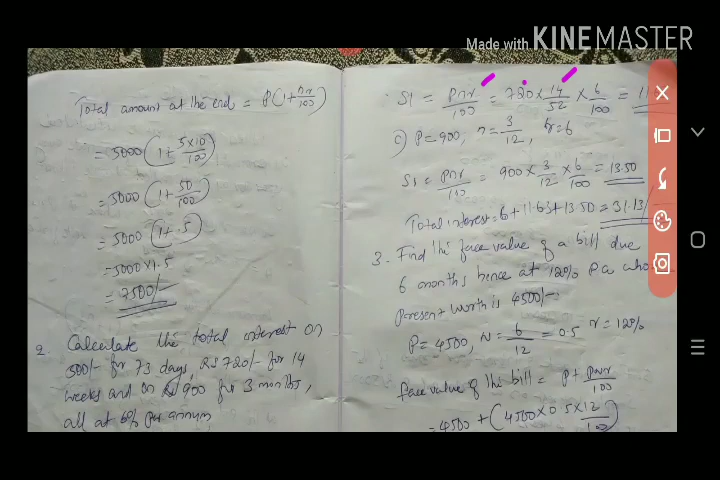 Made with KINEMASTER
Total amount at the end = P(1+nr/100)
= 5000 (1+ 5×10/100)
= 5000 (1+ 50/100)
= 5000 (1+ .5)
= 5000×1.5
= 7500/-
2. Calculate the total interest on
500/- for 73 days, RS 720/- for 14
weeks and on Rs 900 for 3 months,
all at 6% per annum
SI = Pnr/100 = 720×14/52 × 6/100 = 11
c) P=900, n=3/12, r=6
SI = Pnr/100 = 900×3/12×6/100 = 13.50
Total interest = 6+11.63+13.50 = 31.13/
3. Find the face value of a bill due
6 months hence at 12% P a who
present worth is 4500/-
P= 4500, N= 6/12 = 0.5 r=12%
face value of the bill = P+ PNR/100
= 4500 + (4500×0.5×12/100)